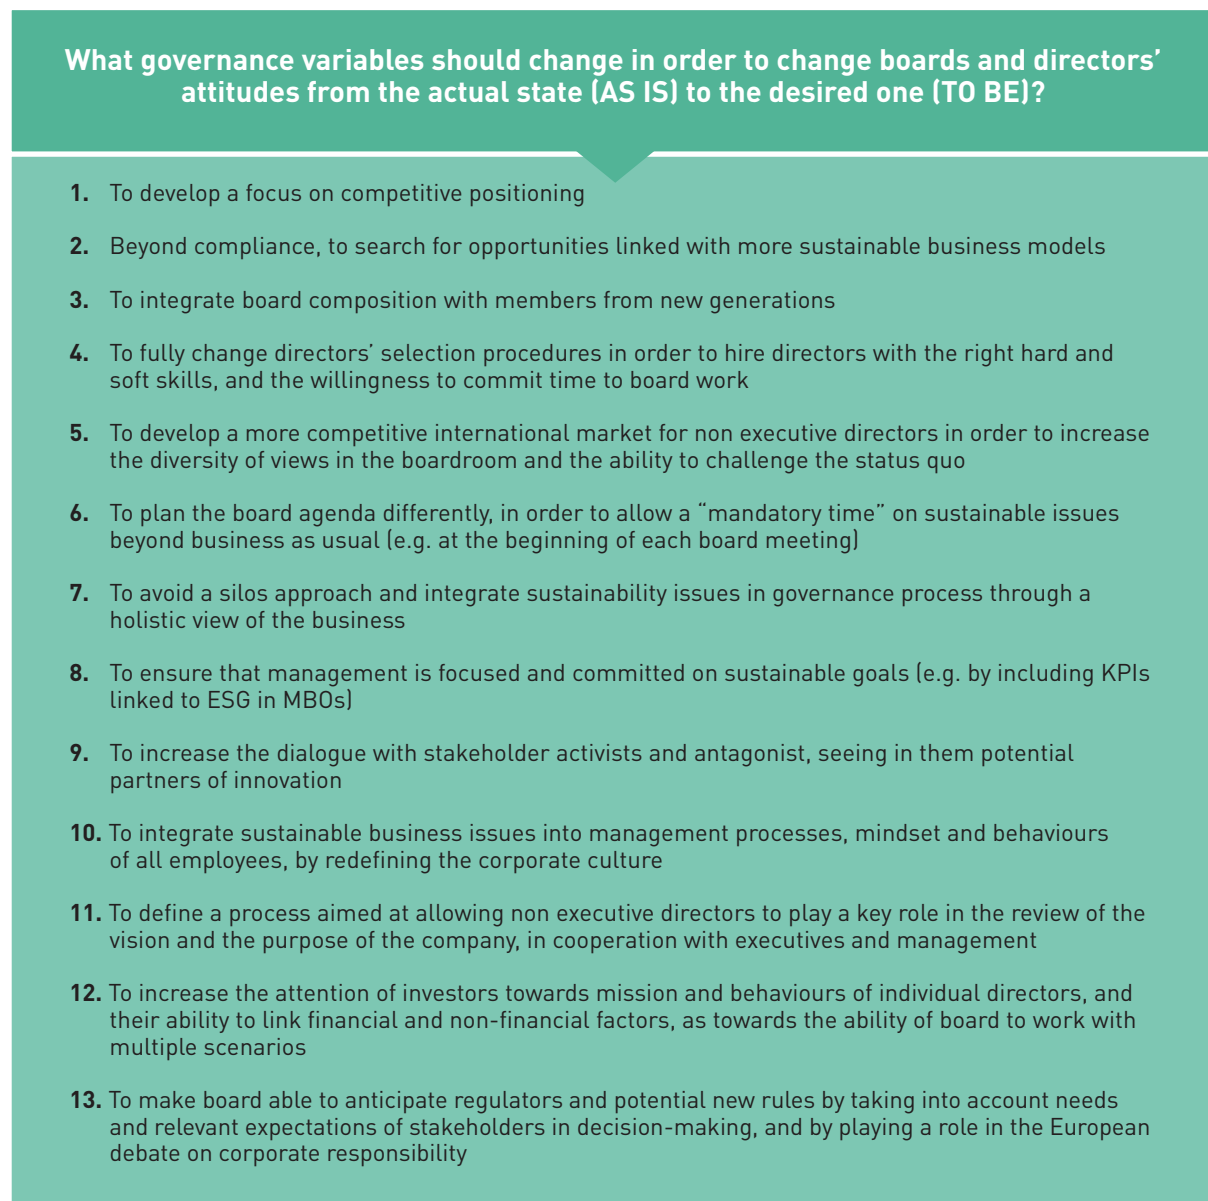 What governance variables should change in order to change boards and directors’
attitudes from the actual state (AS IS) to the desired one (TO BE)?
1. To develop a focus on competitive positioning
2. Beyond compliance, to search for opportunities linked with more sustainable business models
3. To integrate board composition with members from new generations
4. To fully change directors’ selection procedures in order to hire directors with the right hard and
soft skills, and the willingness to commit time to board work
5. To develop a more competitive international market for non executive directors in order to increase
the diversity of views in the boardroom and the ability to challenge the status quo
6. To plan the board agenda differently, in order to allow a “mandatory time” on sustainable issues
beyond business as usual (e.g. at the beginning of each board meeting)
7. To avoid a silos approach and integrate sustainability issues in governance process through a
holistic view of the business
8. To ensure that management is focused and committed on sustainable goals (e.g. by including KPIs
linked to ESG in MBOs)
9. To increase the dialogue with stakeholder activists and antagonist, seeing in them potential
partners of innovation
10. To integrate sustainable business issues into management processes, mindset and behaviours
of all employees, by redefining the corporate culture
11. To define a process aimed at allowing non executive directors to play a key role in the review of the
vision and the purpose of the company, in cooperation with executives and management
12. To increase the attention of investors towards mission and behaviours of individual directors, and
their ability to link financial and non-financial factors, as towards the ability of board to work with
multiple scenarios
13. To make board able to anticipate regulators and potential new rules by taking into account needs
and relevant expectations of stakeholders in decision-making, and by playing a role in the European
debate on corporate responsibility